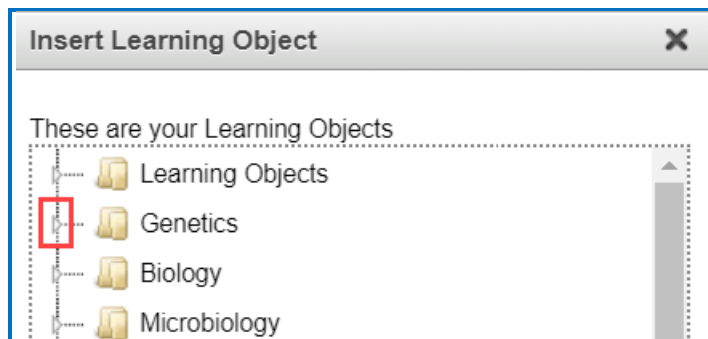 Insert Learning Object
These are your Learning Objects
Learning Objects
Genetics
Biology
Microbiology